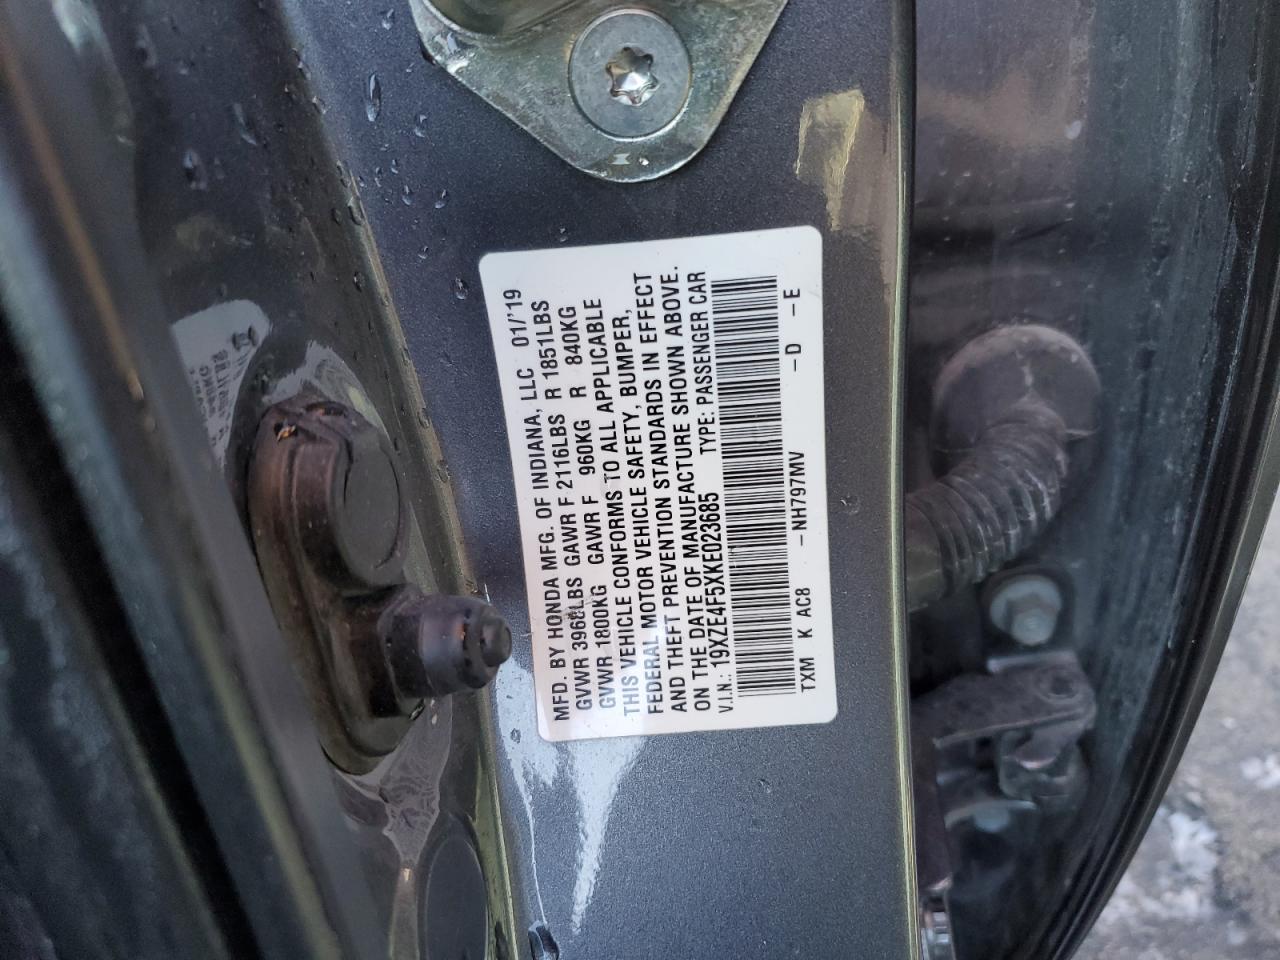 MFD. BY HONDA MFG. OF INDIANA, LLC 01/'19
GVWR 3968LBS GAWR F 2116LBS R 1851LBS
GVWR 1800KG GAWR F 960KG R 840KG
THIS VEHICLE CONFORMS TO ALL APPLICABLE
FEDERAL MOTOR VEHICLE SAFETY, BUMPER,
AND THEFT PREVENTION STANDARDS IN EFFECT
ON THE DATE OF MANUFACTURE SHOWN ABOVE.
V.I.N.: 19XZE4F5XKE023685 TYPE: PASSENGER CAR
TXM K AC8 -NH797MV -D -E